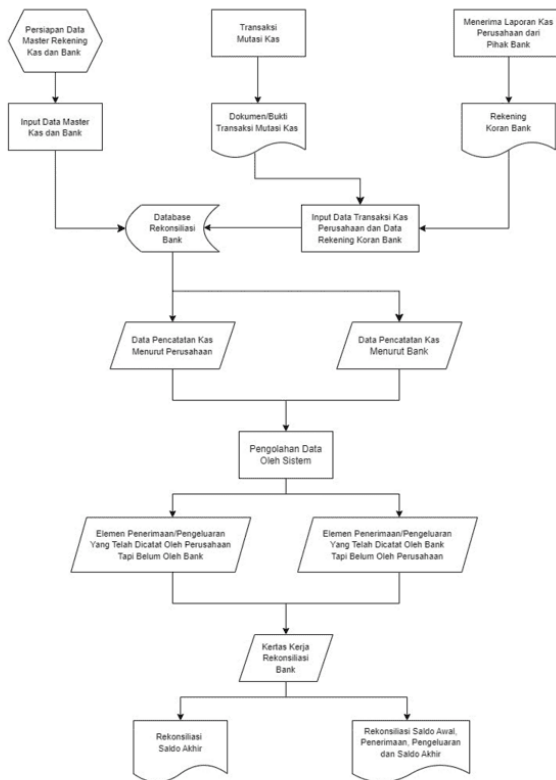 Persiapan Data
Master Rekening
Kas dan Bank
Transaksi
Mutasi Kas
Menerima Laporan Kas
Perusahaan dari
Pihak Bank
Input Data Master
Kas dan Bank
Dokumen/Bukti
Transaksi Mutasi Kas
Rekening
Koran Bank
Database
Rekonsiliasi
Bank
Input Data Transaksi Kas
Perusahaan dan Data
Rekening Koran Bank
Data Pencatatan Kas
Menurut Perusahaan
Data Pencatatan Kas
Menurut Bank
Pengolahan Data
Oleh Sistem
Elemen Penerimaan/Pengeluaran
Yang Telah Dicatat Oleh Perusahaan
Tapi Belum Oleh Bank
Elemen Penerimaan/Pengeluaran
Yang Telah Dicatat Oleh Bank
Tapi Belum Oleh Perusahaan
Kertas Kerja
Rekonsiliasi
Bank
Rekonsiliasi
Saldo Akhir
Rekonsiliasi Saldo Awal,
Penerimaan, Pengeluaran
dan Saldo Akhir